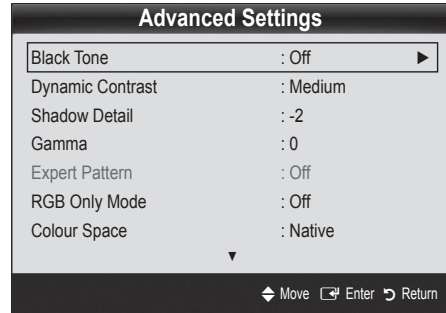 Advanced Settings
Black Tone : Off ▶
Dynamic Contrast : Medium
Shadow Detail : -2
Gamma : 0
Expert Pattern : Off
RGB Only Mode : Off
Colour Space : Native
▼
Move Enter Return